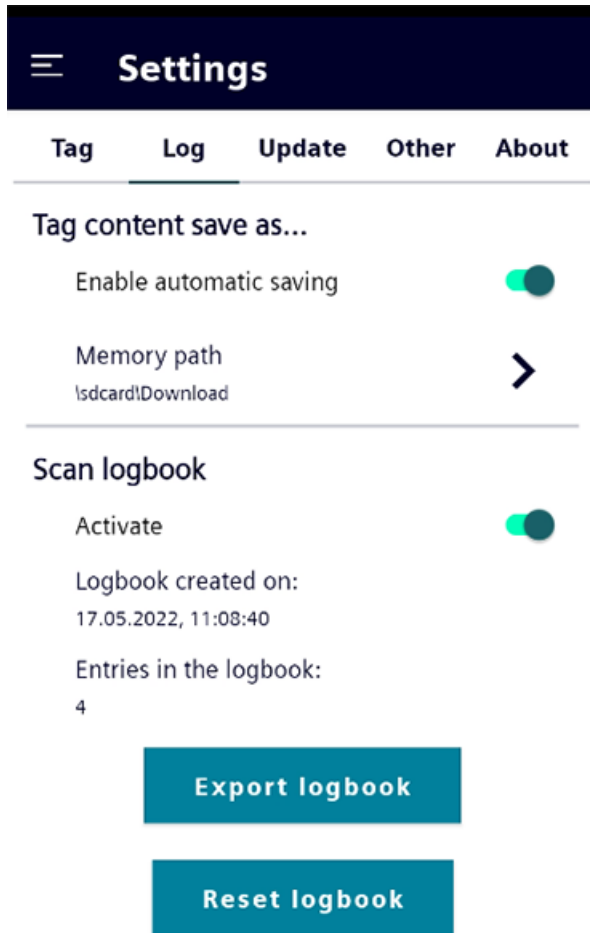 Settings
Tag Log Update Other About
Tag content save as...
Enable automatic saving
Memory path
\sdcard\Download
Scan logbook
Activate
Logbook created on:
17.05.2022, 11:08:40
Entries in the logbook:
4
Export logbook
Reset logbook